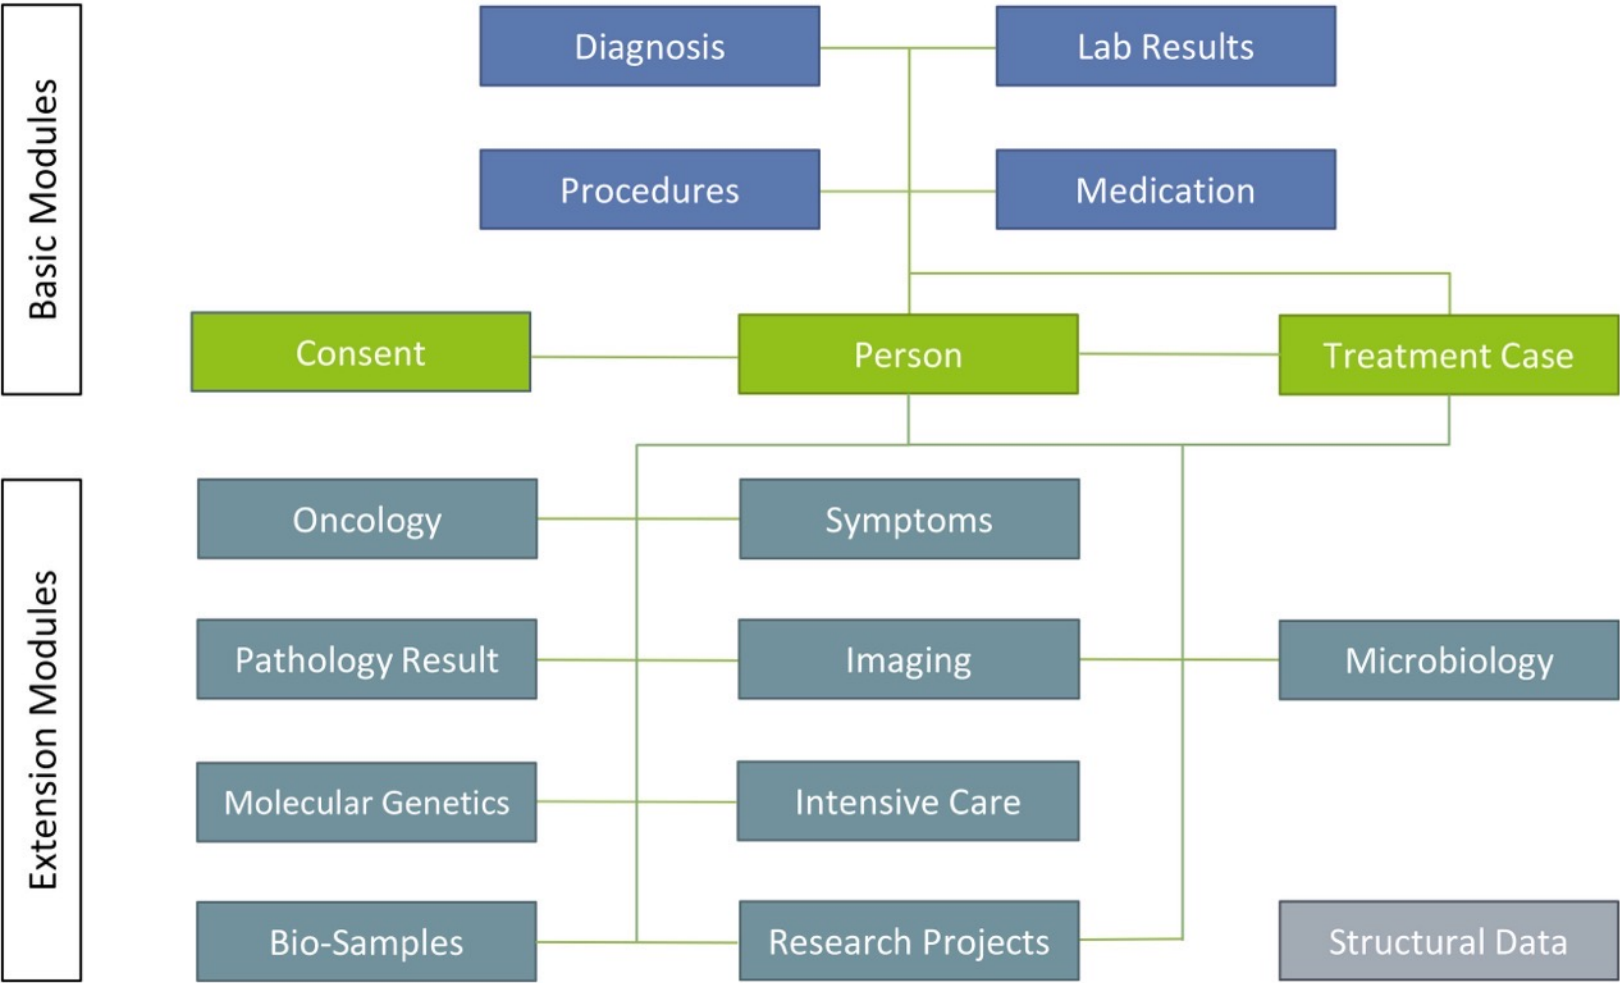 Basic Modules
Diagnosis
Lab Results
Procedures
Medication
Consent
Person
Treatment Case
Extension Modules
Oncology
Symptoms
Pathology Result
Imaging
Microbiology
Molecular Genetics
Intensive Care
Bio-Samples
Research Projects
Structural Data